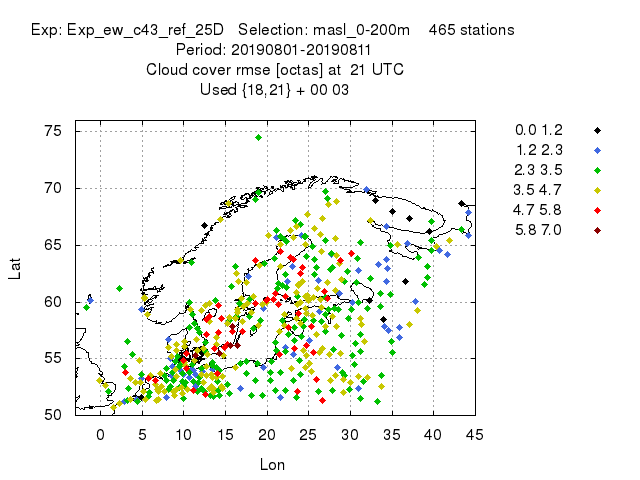 Exp: Exp_ew_c43_ref_25D Selection: masl_0-200m 465 stations
Period: 20190801-20190811
Cloud cover rmse [octas] at 21 UTC
Used {18,21} + 00 03
75
70
65
60
55
50
Lat
0 5 10 15 20 25 30 35 40 45
Lon
0.0 1.2
1.2 2.3
2.3 3.5
3.5 4.7
4.7 5.8
5.8 7.0